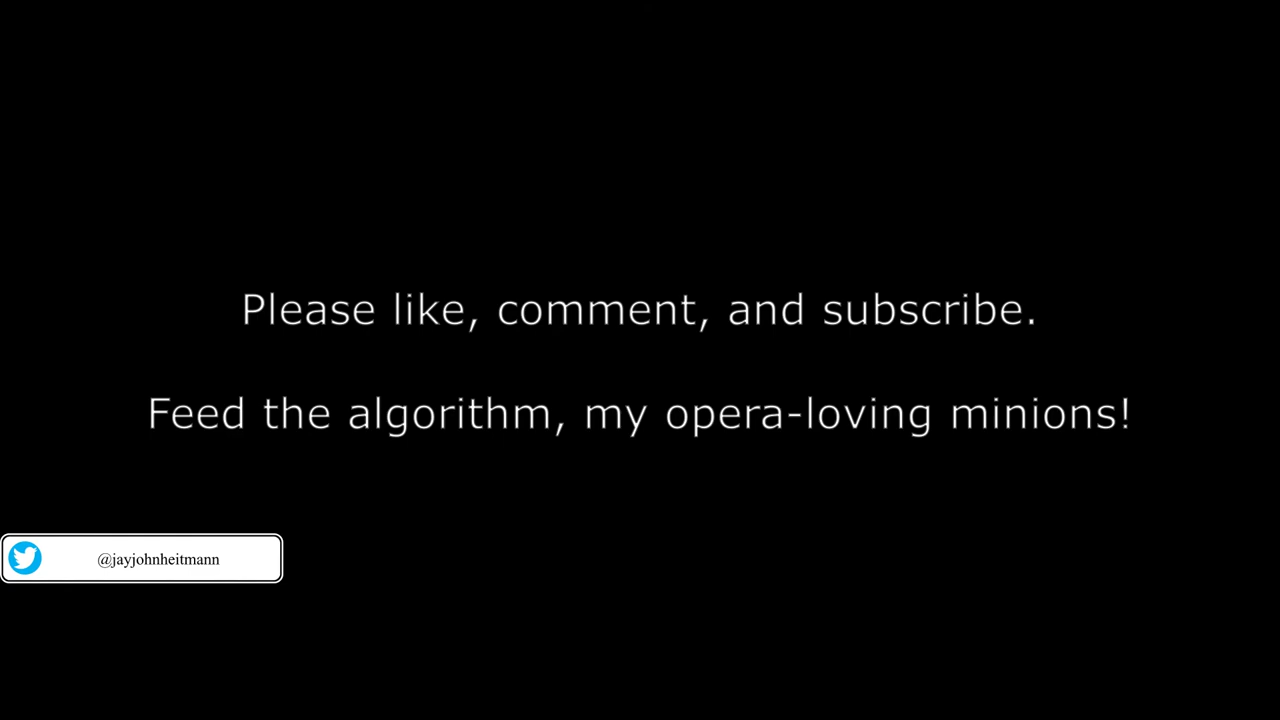 Please like, comment, and subscribe.
Feed the algorithm, my opera-loving minions!
@jayjohnheitmann